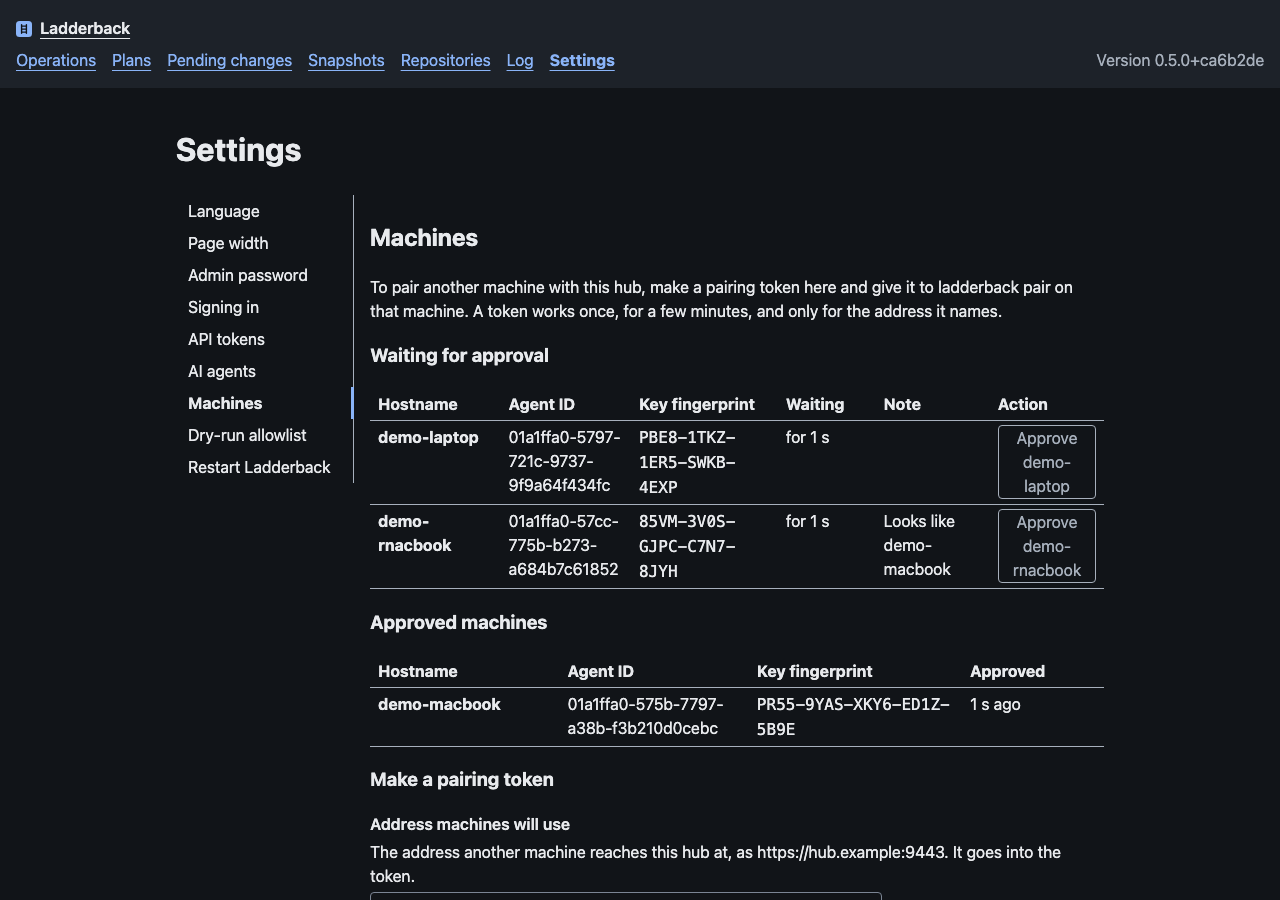 Ladderback
Operations Plans Pending changes Snapshots Repositories Log Settings Version 0.5.0+ca6b2de
Settings
Language
Page width
Admin password
Signing in
API tokens
AI agents
Machines
Dry-run allowlist
Restart Ladderback
Machines
To pair another machine with this hub, make a pairing token here and give it to ladderback pair on
that machine. A token works once, for a few minutes, and only for the address it names.
Waiting for approval
Hostname Agent ID Key fingerprint Waiting Note Action
demo-laptop 01a1ffa0-5797- PBE8-1TKZ- for 1 s Approve
721c-9737- 1ER5-SWKB- demo-
9f9a64f434fc 4EXP laptop
demo- 01a1ffa0-57cc- 85VM-3V0S- for 1 s Looks like Approve
rnacbook 775b-b273- GJPC-C7N7- demo- demo-
a684b7c61852 8JYH macbook rnacbook
Approved machines
Hostname Agent ID Key fingerprint Approved
demo-macbook 01a1ffa0-575b-7797- PR55-9YAS-XKY6-ED1Z- 1 s ago
a38b-f3b210d0cebc 5B9E
Make a pairing token
Address machines will use
The address another machine reaches this hub at, as https://hub.example:9443. It goes into the
token.